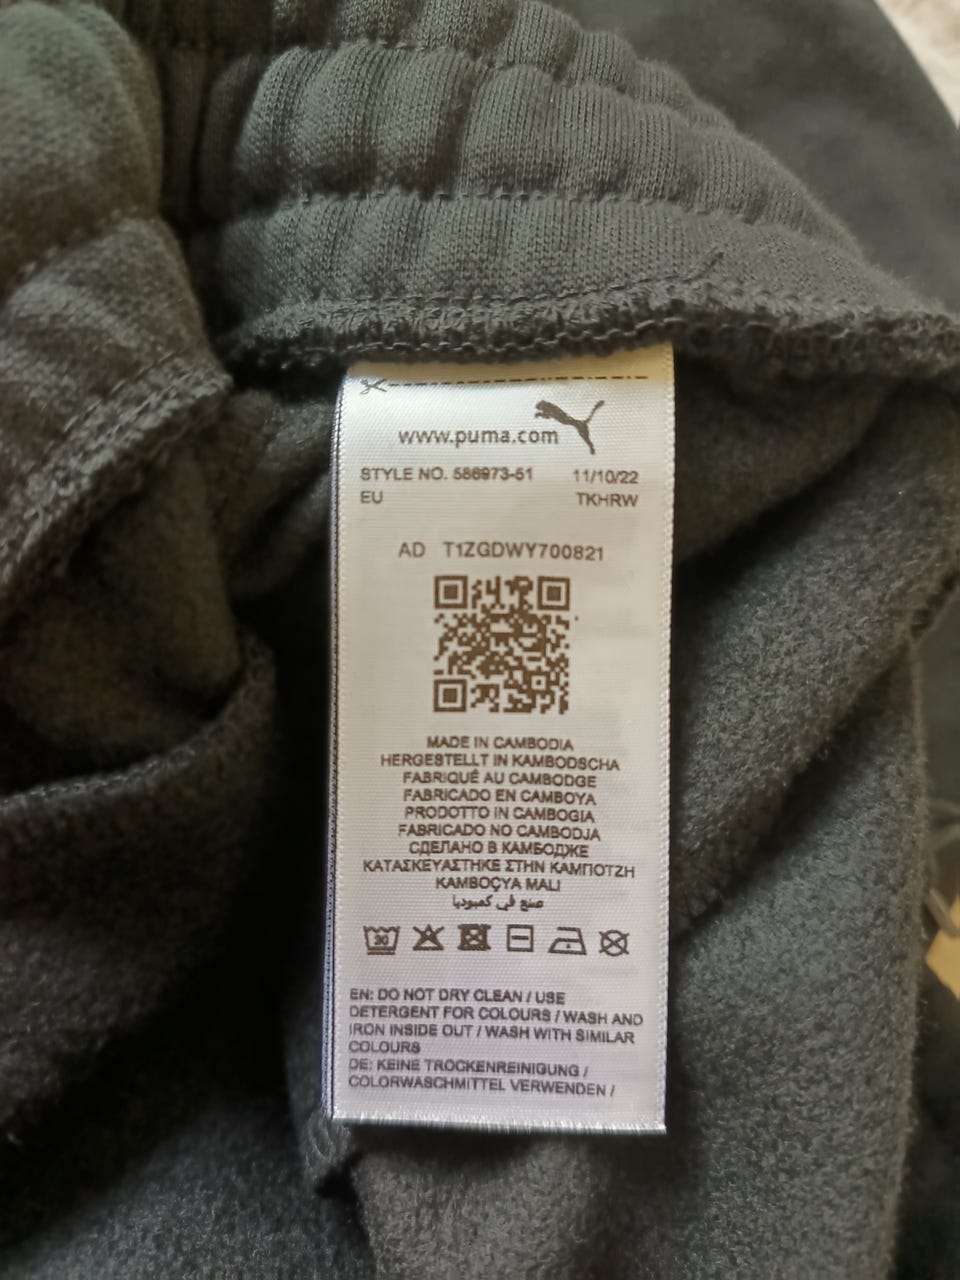 www.puma.com
STYLE NO. 586973-51 11/10/22
EU TKHRW
AD T1ZGDWY700821
MADE IN CAMBODIA
HERGESTELLT IN KAMBODSCHA
FABRIQUÉ AU CAMBODGE
FABRICADO EN CAMBOYA
PRODOTTO IN CAMBOGIA
FABRICADO NO CAMBODJA
СДЕЛАНО В КАМБОДЖЕ
ΚΑΤΑΣΚΕΥΑΣΤΗΚΕ ΣΤΗΝ ΚΑΜΠΟΤΖΗ
KAMBOÇYA MALI
صنع في كمبوديا
30
EN: DO NOT DRY CLEAN / USE
DETERGENT FOR COLOURS / WASH AND
IRON INSIDE OUT / WASH WITH SIMILAR
COLOURS
DE: KEINE TROCKENREINIGUNG /
COLORWASCHMITTEL VERWENDEN /